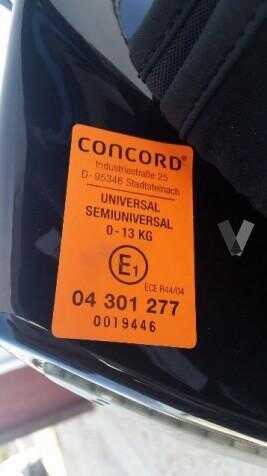 CONCORD®
Industriestraße 25
D-95346 Stadtsteinach
UNIVERSAL
SEMIUNIVERSAL
0-13 KG
E1
ECE R44/04
04 301 277
0019446